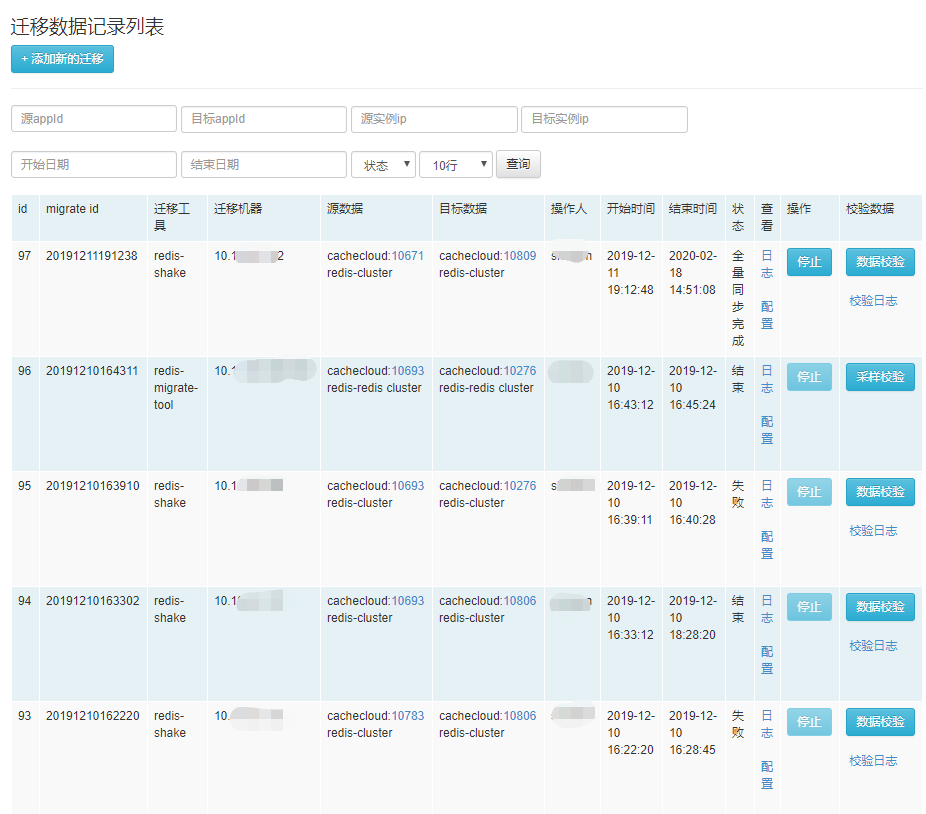 迁移数据记录列表
+ 添加新的迁移
源appId 目标appId 源实例ip 目标实例ip
开始日期 结束日期 状态 10行 查询
id migrate id 迁移工具 迁移机器 源数据 目标数据 操作人 开始时间 结束时间 状态 查看 操作 校验数据
97 20191211191238 redis-shake 10.1 2 cachecloud:10671 redis-cluster cachecloud:10809 redis-cluster 2019-12-11 19:12:48 2020-02-18 14:51:08 全量同步完成 日志 配置 停止 数据校验 校验日志
96 20191210164311 redis-migrate-tool 10.1 cachecloud:10693 redis-redis cluster cachecloud:10276 redis-redis cluster 2019-12-10 16:43:12 2019-12-10 16:45:24 结束 日志 配置 停止 采样校验
95 20191210163910 redis-shake 10.1 cachecloud:10693 redis-cluster cachecloud:10276 redis-cluster s 2019-12-10 16:39:11 2019-12-10 16:40:28 失败 日志 配置 停止 数据校验 校验日志
94 20191210163302 redis-shake 10.1 cachecloud:10693 redis-cluster cachecloud:10806 redis-cluster 2019-12-10 16:33:12 2019-12-10 18:28:20 结束 日志 配置 停止 数据校验 校验日志
93 20191210162220 redis-shake 10. cachecloud:10783 redis-cluster cachecloud:10806 redis-cluster 2019-12-10 16:22:20 2019-12-10 16:28:45 失败 日志 配置 停止 数据校验 校验日志